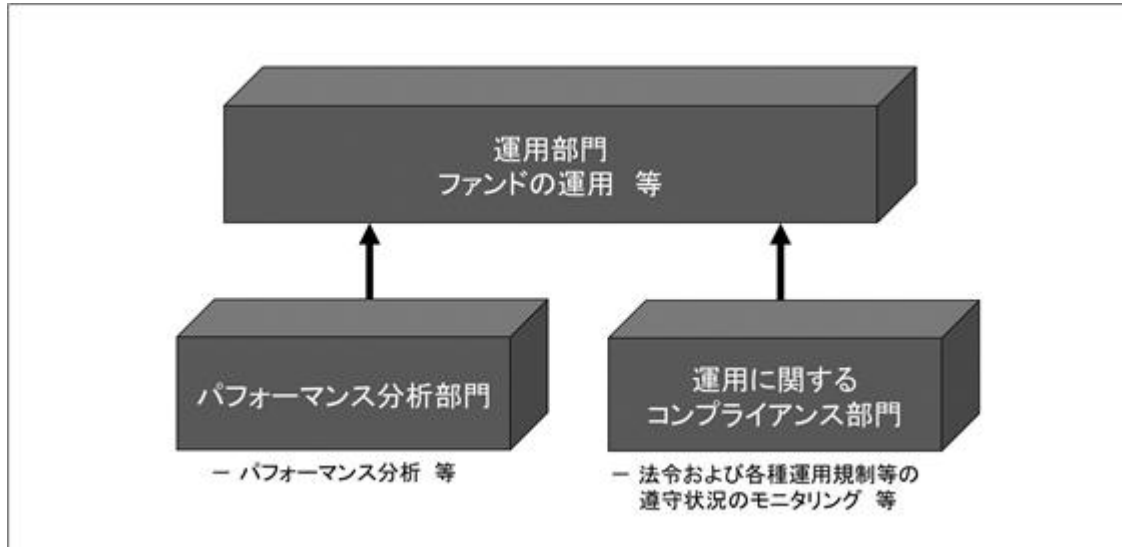 運用部門
ファンドの運用 等
パフォーマンス分析部門
運用に関する
コンプライアンス部門
－ パフォーマンス分析 等
－ 法令および各種運用規制等の
遵守状況のモニタリング 等